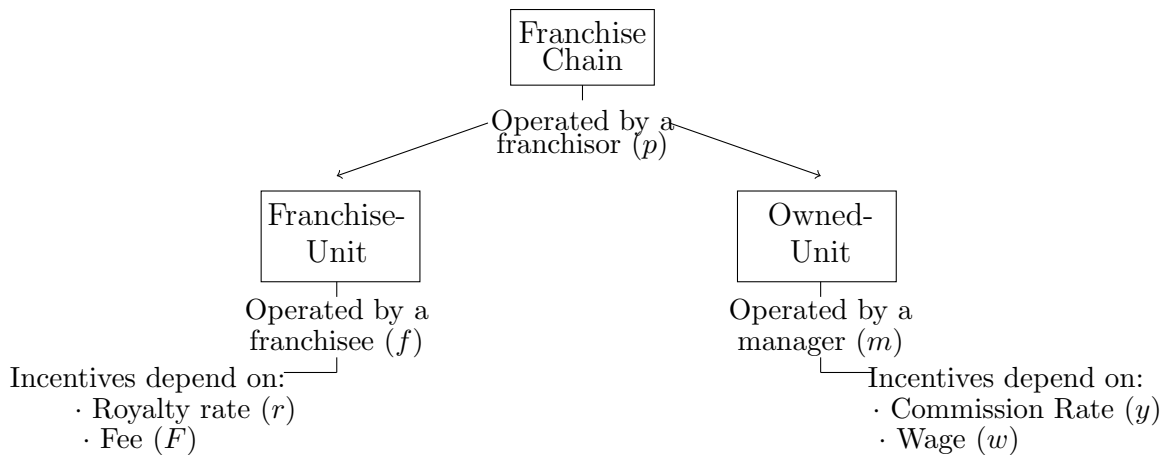 Franchise
Chain
Operated by a
franchisor (p)
Franchise-
Unit
Operated by a
franchisee (f)
Incentives depend on:
· Royalty rate (r)
· Fee (F)
Owned-
Unit
Operated by a
manager (m)
Incentives depend on:
· Commission Rate (y)
· Wage (w)